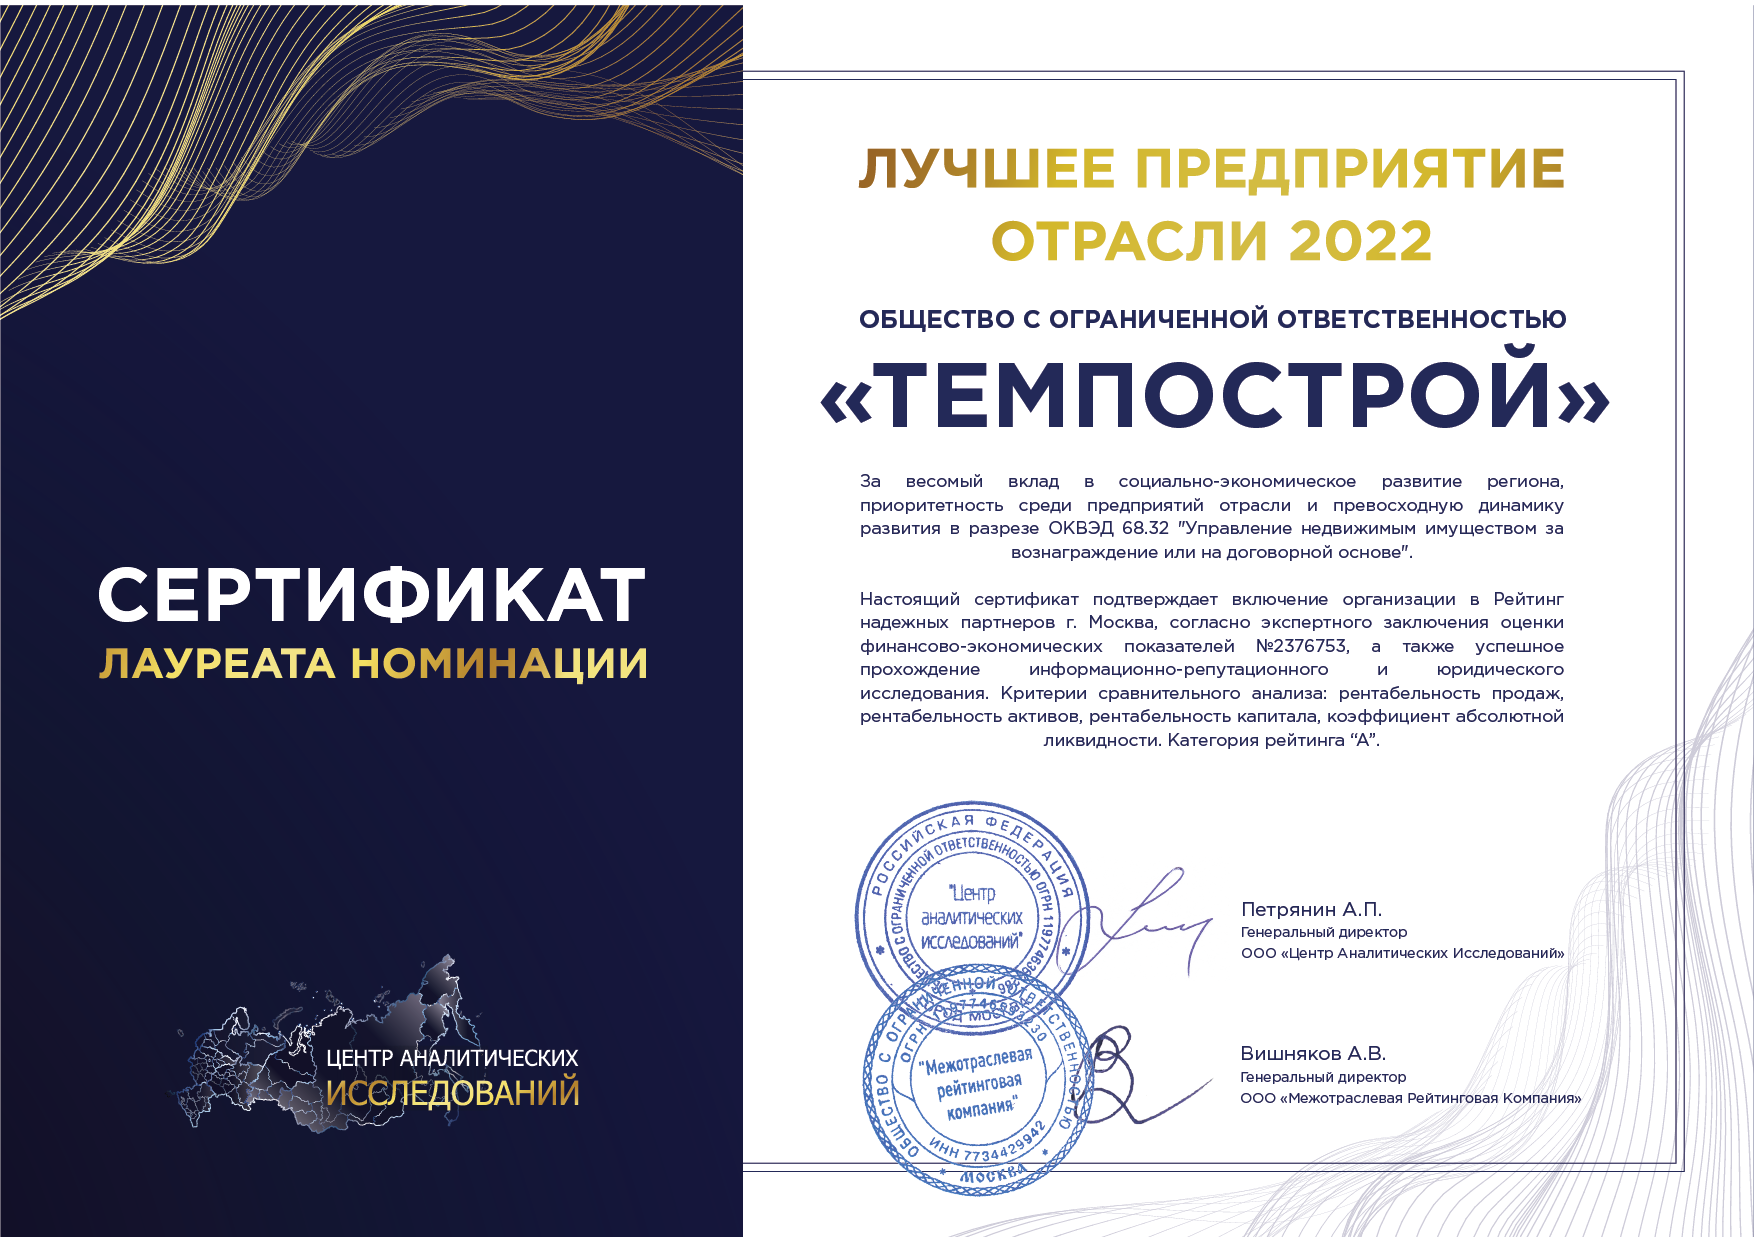 СЕРТИФИКАТ
ЛАУРЕАТА НОМИНАЦИИ
ЦЕНТР АНАЛИТИЧЕСКИХ
ИССЛЕДОВАНИЙ
ЛУЧШЕЕ ПРЕДПРИЯТИЕ
ОТРАСЛИ 2022
ОБЩЕСТВО С ОГРАНИЧЕННОЙ ОТВЕТСТВЕННОСТЬЮ
«ТЕМПОСТРОЙ»
За весомый вклад в социально-экономическое развитие региона,
приоритетность среди предприятий отрасли и превосходную динамику
развития в разрезе ОКВЭД 68.32 "Управление недвижимым имуществом за
вознаграждение или на договорной основе".
Настоящий сертификат подтверждает включение организации в Рейтинг
надежных партнеров г. Москва, согласно экспертного заключения оценки
финансово-экономических показателей №2376753, а также успешное
прохождение информационно-репутационного и юридического
исследования. Критерии сравнительного анализа: рентабельность продаж,
рентабельность активов, рентабельность капитала, коэффициент абсолютной
ликвидности. Категория рейтинга “А”.
РОССИЙСКАЯ ФЕДЕРАЦИЯ
ОБЩЕСТВО С ОГРАНИЧЕННОЙ ОТВЕТСТВЕННОСТЬЮ ОГРН
"Центр
аналитических
исследований"
Петрянин А.П.
Генеральный директор
ООО «Центр Аналитических Исследований»
ОБЩЕСТВО С ОГРАНИЧЕННОЙ ОТВЕТСТВЕННОСТЬЮ
ОГРН
"Межотраслевая
рейтинговая
компания"
ИНН 7734429942
* МОСКВА *
Вишняков А.В.
Генеральный директор
ООО «Межотраслевая Рейтинговая Компания»